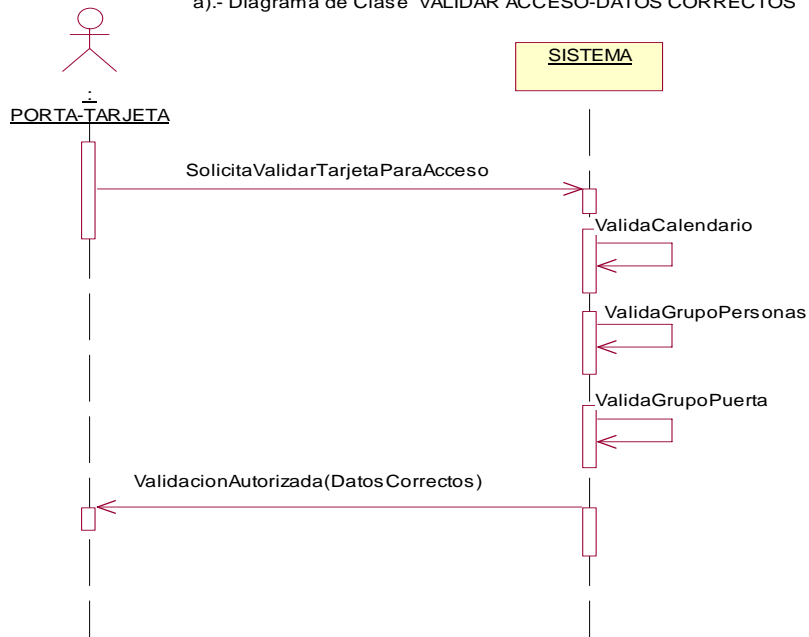 a).- Diagrama de Clase VALIDAR ACCESO-DATOS CORRECTOS
SISTEMA
:
PORTA-TARJETA
SolicitaValidarTarjetaParaAcceso
ValidaCalendario
ValidaGrupoPersonas
ValidaGrupoPuerta
ValidacionAutorizada(DatosCorrectos)